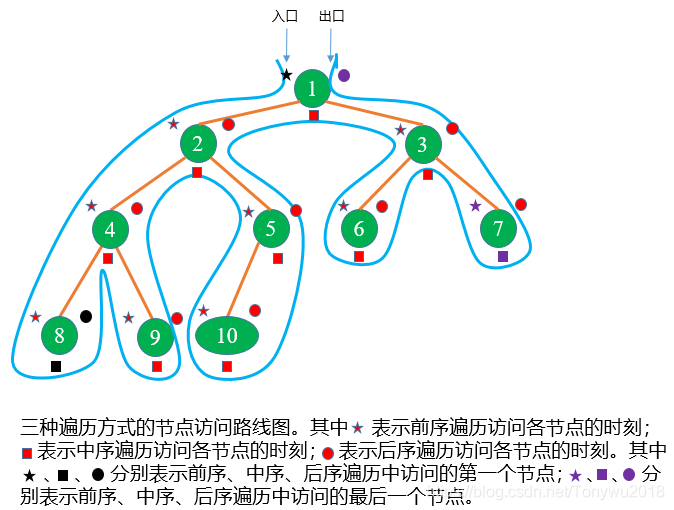 入口 出口
1
2
3
4
5
6
7
8
9
10
三种遍历方式的节点访问路线图。其中★ 表示前序遍历访问各节点的时刻；
■ 表示中序遍历访问各节点的时刻；● 表示后序遍历访问各节点的时刻。其中
★ 、■、● 分别表示前序、中序、后序遍历中访问的第一个节点；★ 、■、● 分
别表示前序、中序、后序遍历中访问的最后一个节点。
https://blog.csdn.net/Tonywu2018